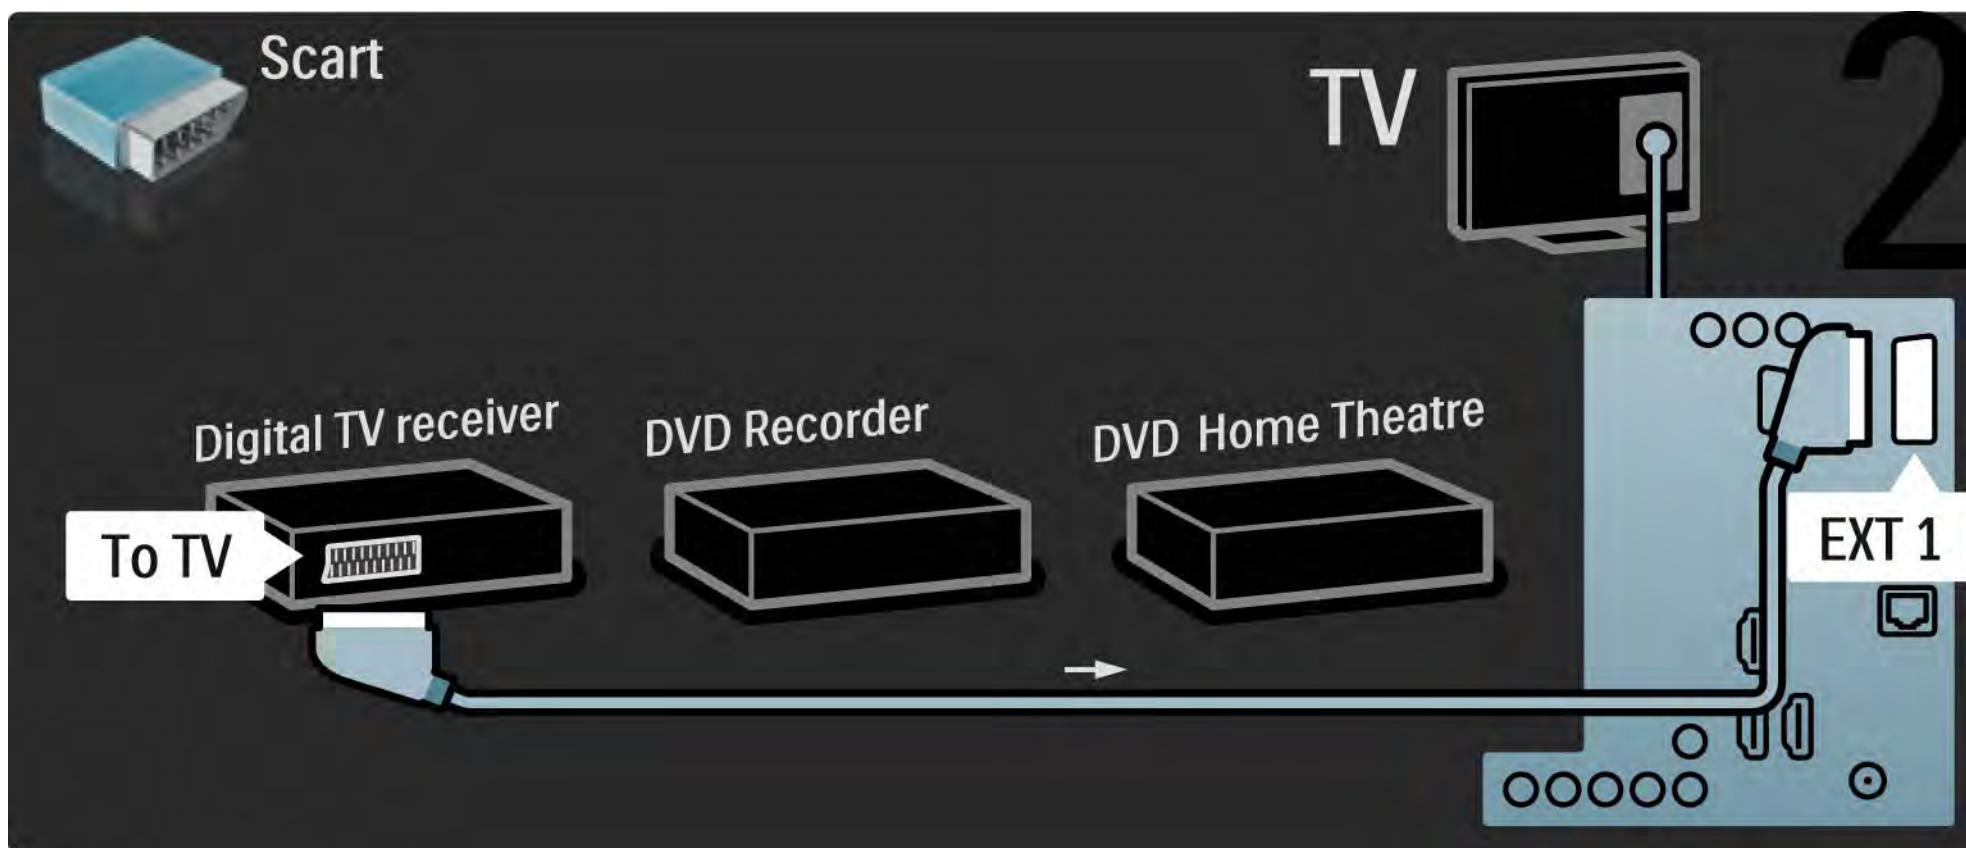 Scart
TV
2
Digital TV receiver
DVD Recorder
DVD Home Theatre
To TV
EXT 1